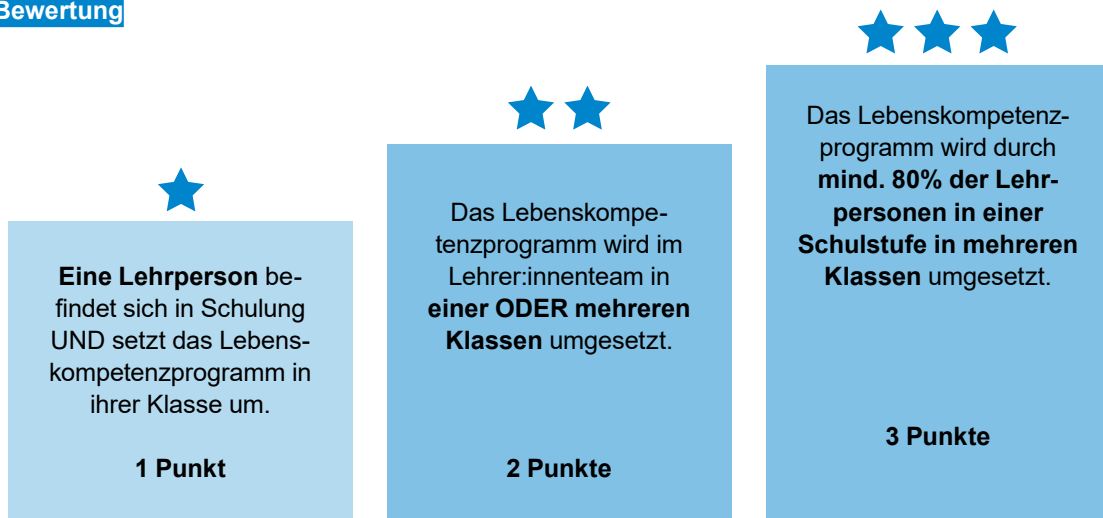 Bewertung
Eine Lehrperson be-
findet sich in Schulung
UND setzt das Lebens-
kompetenzprogramm in
ihrer Klasse um.
1 Punkt
Das Lebenskompe-
tenzprogramm wird im
Lehrer:innenteam in
einer ODER mehreren
Klassen umgesetzt.
2 Punkte
Das Lebenskompetenz-
programm wird durch
mind. 80% der Lehr-
personen in einer
Schulstufe in mehreren
Klassen umgesetzt.
3 Punkte